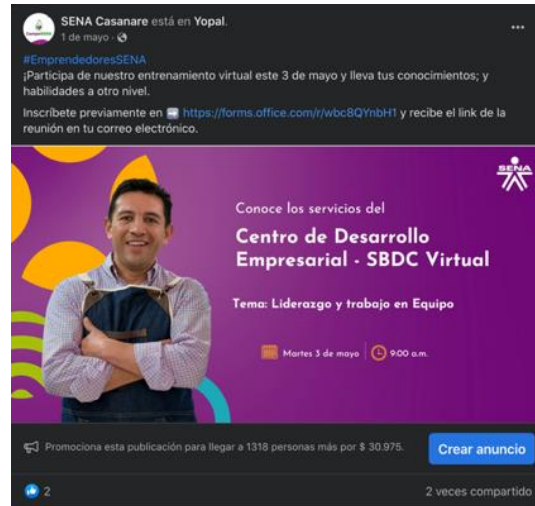 SENA Casanare está en Yopal.
1 de mayo ·
#EmprendedoresSENA
¡Participa de nuestro entrenamiento virtual este 3 de mayo y lleva tus conocimientos; y
habilidades a otro nivel.
Inscríbete previamente en ➡ https://forms.office.com/r/wbc8QYnbH1 y recibe el link de la
reunión en tu correo electrónico.
SENA
Conoce los servicios del
Centro de Desarrollo
Empresarial - SBDC Virtual
Tema: Liderazgo y trabajo en Equipo
Martes 3 de mayo
9:00 a.m.
Promociona esta publicación para llegar a 1318 personas más por $ 30.975.
Crear anuncio
2
2 veces compartido